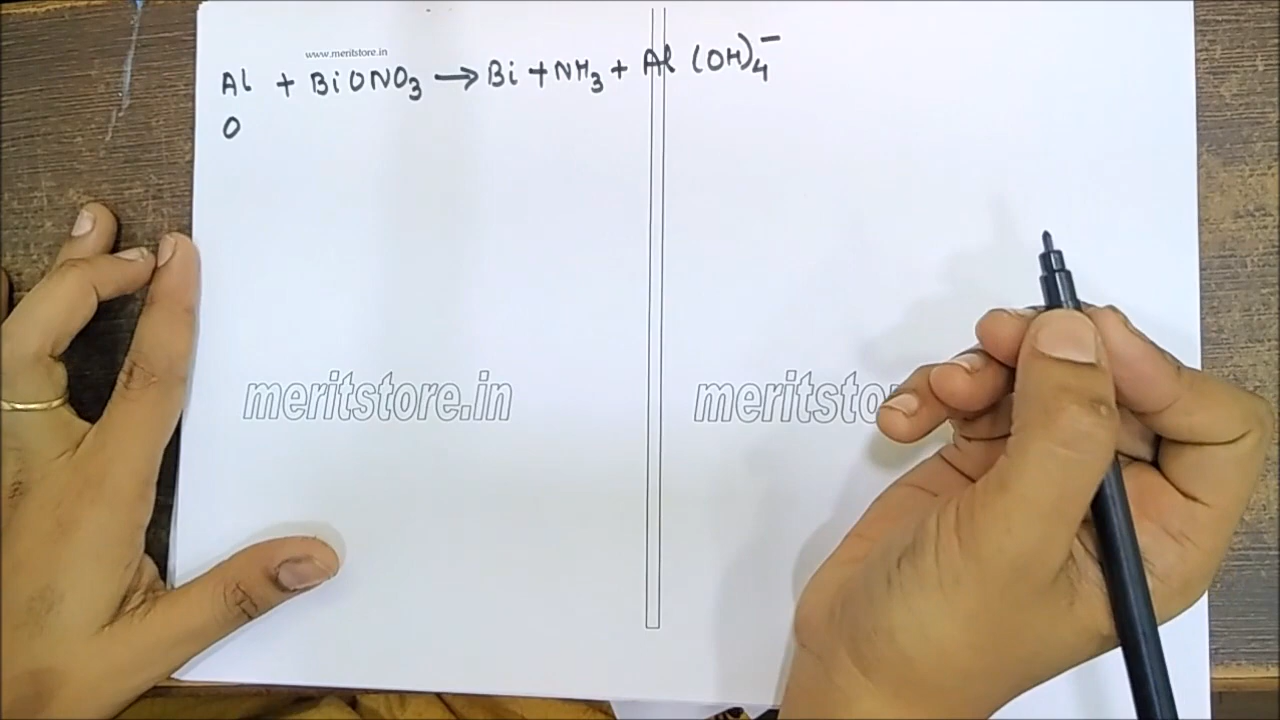 www.meritstore.in
Al + BiONO3 → Bi + NH3 + Al(OH)4⁻
0
meritstore.in meritsto